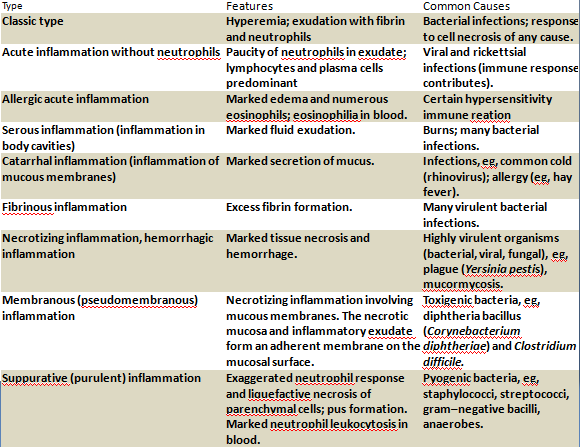 Type Features Common Causes
Classic type Hyperemia; exudation with fibrin Bacterial infections; response
and neutrophils to cell necrosis of any cause.
Acute inflammation without neutrophils Paucity of neutrophils in exudate; Viral and rickettsial
lymphocytes and plasma cells infections (immune response
predominant contributes).
Allergic acute inflammation Marked edema and numerous Certain hypersensitivity
eosinophils; eosinophilia in blood. immune reation
Serous inflammation (inflammation in Marked fluid exudation. Burns; many bacterial
body cavities) infections.
Catarrhal inflammation (inflammation of Marked secretion of mucus. Infections, eg, common cold
mucous membranes) (rhinovirus); allergy (eg, hay
fever).
Fibrinous inflammation Excess fibrin formation. Many virulent bacterial
infections.
Necrotizing inflammation, hemorrhagic Marked tissue necrosis and Highly virulent organisms
inflammation hemorrhage. (bacterial, viral, fungal), eg,
plague (Yersinia pestis),
mucormycosis.
Membranous (pseudomembranous) Necrotizing inflammation involving Toxigenic bacteria, eg,
inflammation mucous membranes. The necrotic diphtheria bacillus
mucosa and inflammatory exudate (Corynebacterium
form an adherent membrane on the diphtheriae) and Clostridium
mucosal surface. difficile.
Suppurative (purulent) inflammation Exaggerated neutrophil response Pyogenic bacteria, eg,
and liquefactive necrosis of staphylococci, streptococci,
parenchymal cells; pus formation. gram–negative bacilli,
Marked neutrophil leukocytosis in anaerobes.
blood.